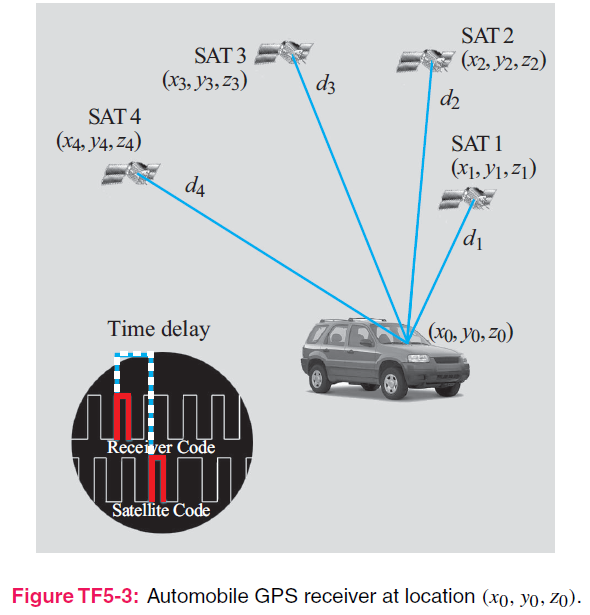 SAT 2
(x2, y2, z2)
SAT 3
(x3, y3, z3)
d3
d2
SAT 4
(x4, y4, z4)
SAT 1
(x1, y1, z1)
d4
d1
Time delay
(x0, y0, z0)
Receiver Code
Satellite Code
Figure TF5-3: Automobile GPS receiver at location (x0, y0, z0).